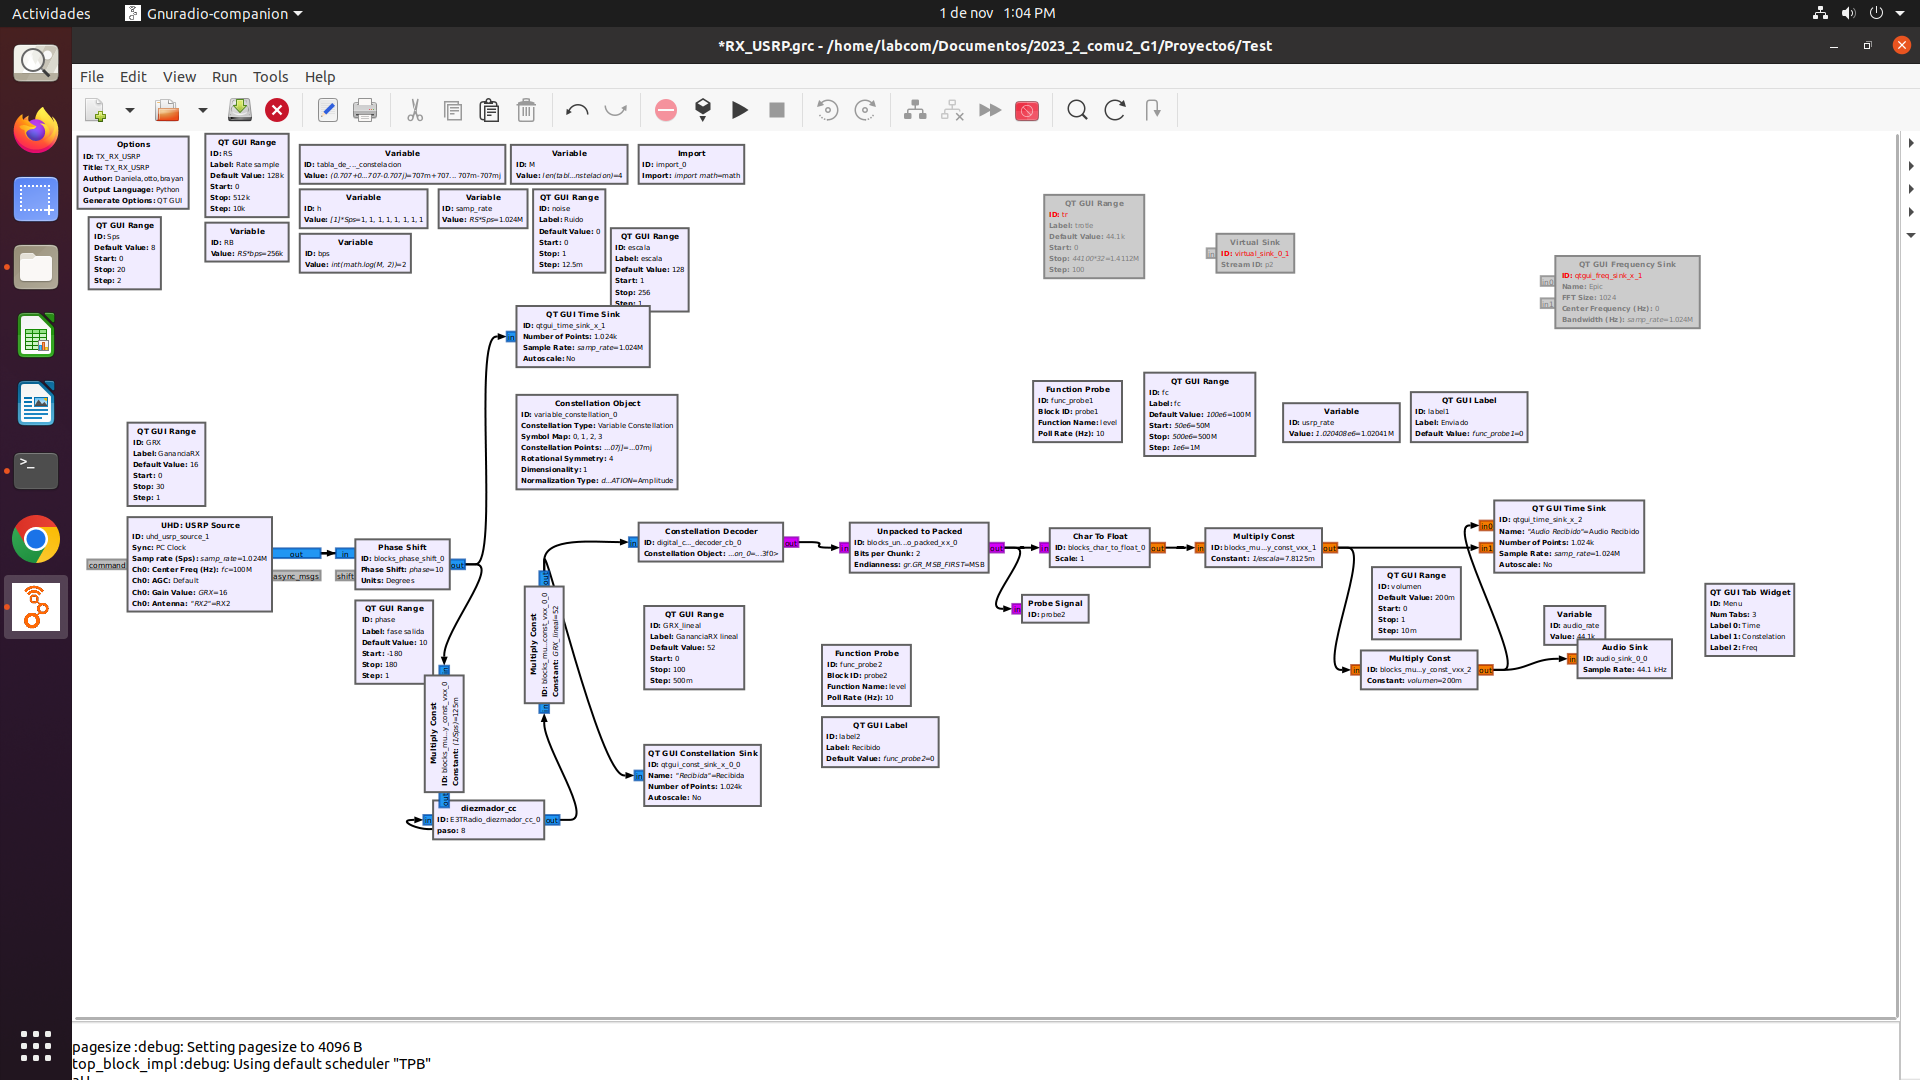 Actividades
Gnuradio-companion
1 de nov 1:04 PM
*RX_USRP.grc - /home/labcom/Documentos/2023_2_comu2_G1/Proyecto6/Test
File Edit View Run Tools Help
Options
ID: TX_RX_USRP
Title: TX_RX_USRP
Author: Daniela,otto,brayan
Output Language: Python
Generate Options: QT GUI
QT GUI Range
ID: RS
Label: Rate sample
Default Value: 128k
Start: 0
Stop: 512k
Step: 10k
Variable
ID: tabla_de_..._constelacion
Value: (0.707+0...707-0.707j)=707m+707... 707m-707mj
Variable
ID: M
Value: len(tabl...nstelacion)=4
Import
ID: import_0
Import: import math=math
Variable
ID: h
Value: [1]*Sps=1, 1, 1, 1, 1, 1, 1, 1
Variable
ID: samp_rate
Value: RS*Sps=1.024M
QT GUI Range
ID: noise
Label: Ruido
Default Value: 0
Start: 0
Stop: 1
Step: 12.5m
QT GUI Range
ID: Sps
Default Value: 8
Start: 0
Stop: 20
Step: 2
Variable
ID: RB
Value: RS*bps=256k
Variable
ID: bps
Value: int(math.log(M, 2))=2
QT GUI Range
ID: escala
Label: escala
Default Value: 128
Start: 1
Stop: 256
Step: 1
QT GUI Range
ID: tr
Label: trotle
Default Value: 44.1k
Start: 0
Stop: 44100*32=1.4112M
Stop: 100
in
Virtual Sink
ID: virtual_sink_0_1
Stream ID: p2
in0
in1
QT GUI Frequency Sink
ID: qtgui_freq_sink_x_1
Name: Epic
FFT Size: 1024
Center Frequency (Hz): 0
Bandwidth (Hz): samp_rate=1.024M
in
QT GUI Time Sink
ID: qtgui_time_sink_x_1
Number of Points: 1.024k
Sample Rate: samp_rate=1.024M
Autoscale: No
Constellation Object
ID: variable_constellation_0
Constellation Type: Variable Constellation
Symbol Map: 0, 1, 2, 3
Constellation Points: ...07j]=...07mj
Rotational Symmetry: 4
Dimensionality: 1
Normalization Type: d...ATION=Amplitude
Function Probe
ID: func_probe1
Block ID: probe1
Function Name: level
Poll Rate (Hz): 10
QT GUI Range
ID: fc
Label: fc
Default Value: 100e6=100M
Start: 50e6=50M
Stop: 500e6=500M
Step: 1e6=1M
Variable
ID: usrp_rate
Value: 1.020408e6=1.02041M
QT GUI Label
ID: label1
Label: Enviado
Default Value: func_probe1=0
QT GUI Range
ID: GRX
Label: GananciaRX
Default Value: 16
Start: 0
Stop: 30
Step: 1
command
UHD: USRP Source
ID: uhd_usrp_source_1
Sync: PC Clock
Samp rate (Sps): samp_rate=1.024M
Ch0: Center Freq (Hz): fc=100M
Ch0: AGC: Default
Ch0: Gain Value: GRX=16
Ch0: Antenna: "RX2"=RX2
out
async_msgs
in
shift
Phase Shift
ID: blocks_phase_shift_0
Phase Shift: phase=10
Units: Degrees
out
QT GUI Range
ID: phase
Label: fase salida
Default Value: 10
Start: -180
Stop: 180
Step: 1
in
Multiply Const
ID: blocks_mu...y_const_vxx_0
Constant: (1/Sps)=125m
out
in
diezmador_cc
ID: E3TRadio_diezmador_cc_0
paso: 8
out
in
Multiply Const
ID: blocks_mu...const_vxx_0_0
Constant: GRX_lineal=52
out
in
Constellation Decoder
ID: digital_c..._decoder_cb_0
Constellation Object: ...on_0=...3f0>
out
QT GUI Range
ID: GRX_lineal
Label: GananciaRX lineal
Default Value: 52
Start: 0
Stop: 100
Step: 500m
in
QT GUI Constellation Sink
ID: qtgui_const_sink_x_0_0
Name: "Recibida"=Recibida
Number of Points: 1.024k
Autoscale: No
in
Unpacked to Packed
ID: blocks_un...o_packed_xx_0
Bits per Chunk: 2
Endianness: gr.GR_MSB_FIRST=MSB
out
in
Char To Float
ID: blocks_char_to_float_0
Scale: 1
out
in
Probe Signal
ID: probe2
Function Probe
ID: func_probe2
Block ID: probe2
Function Name: level
Poll Rate (Hz): 10
QT GUI Label
ID: label2
Label: Recibido
Default Value: func_probe2=0
in
Multiply Const
ID: blocks_mu...y_const_vxx_1
Constant: 1/escala=7.8125m
out
in0
in1
QT GUI Time Sink
ID: qtgui_time_sink_x_2
Name: "Audio Recibido"=Audio Recibido
Number of Points: 1.024k
Sample Rate: samp_rate=1.024M
Autoscale: No
QT GUI Range
ID: volumen
Default Value: 200m
Start: 0
Stop: 1
Step: 10m
in
Multiply Const
ID: blocks_mu...y_const_vxx_2
Constant: volumen=200m
out
Variable
ID: audio_rate
Value: 44.1k
in
Audio Sink
ID: audio_sink_0_0
Sample Rate: 44.1 kHz
QT GUI Tab Widget
ID: Menu
Num Tabs: 3
Label 0: Time
Label 1: Constelation
Label 2: Freq
pagesize :debug: Setting pagesize to 4096 B
top_block_impl :debug: Using default scheduler "TPB"